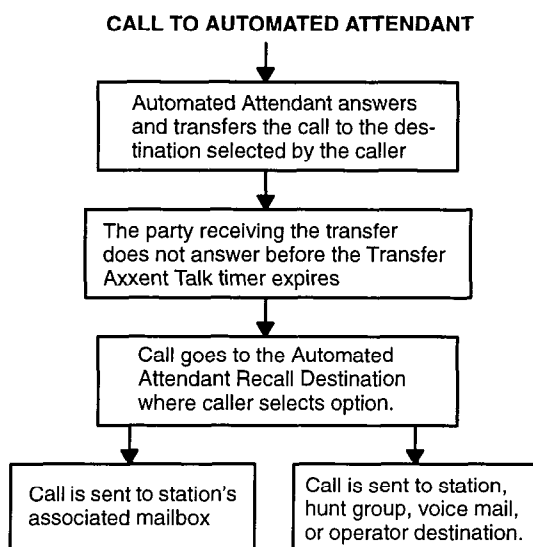 CALL TO AUTOMATED ATTENDANT
Automated Attendant answers
and transfers the call to the des-
tination selected by the caller
The party receiving the transfer
does not answer before the Transfer
Axxent Talk timer expires
Call goes to the Automated
Attendant Recall Destination
where caller selects option.
Call is sent to station's
associated mailbox
Call is sent to station,
hunt group, voice mail,
or operator destination.